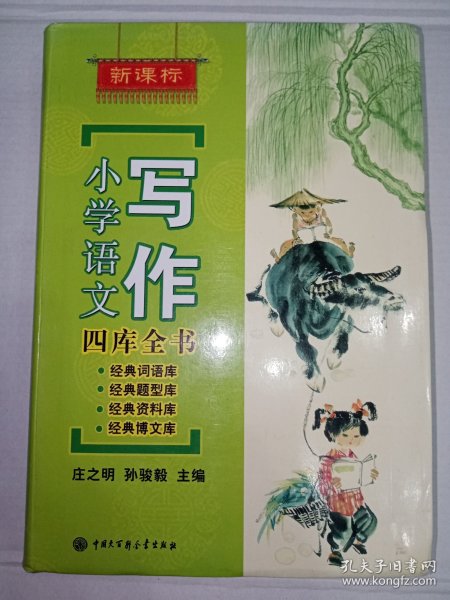 新课标
小学语文
写作
四库全书
·经典词语库
·经典题型库
·经典资料库
·经典博文库
庄之明 孙骏毅 主编
中国大百科全书出版社
孔夫子旧书网
www.kongfz.com